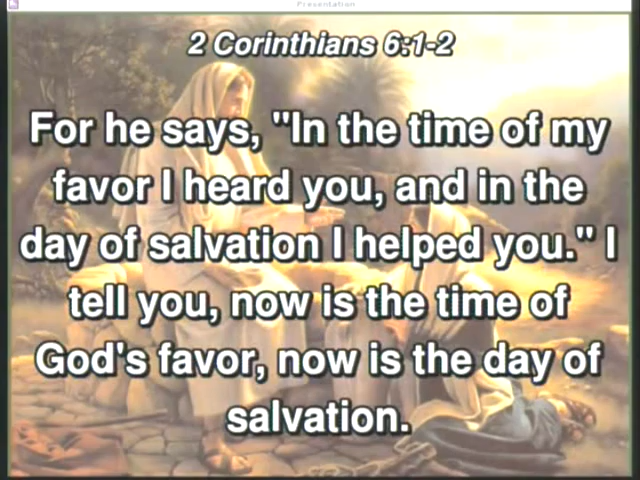 Presentation
2 Corinthians 6:1-2
For he says, "In the time of my
favor I heard you, and in the
day of salvation I helped you." I
tell you, now is the time of
God's favor, now is the day of
salvation.